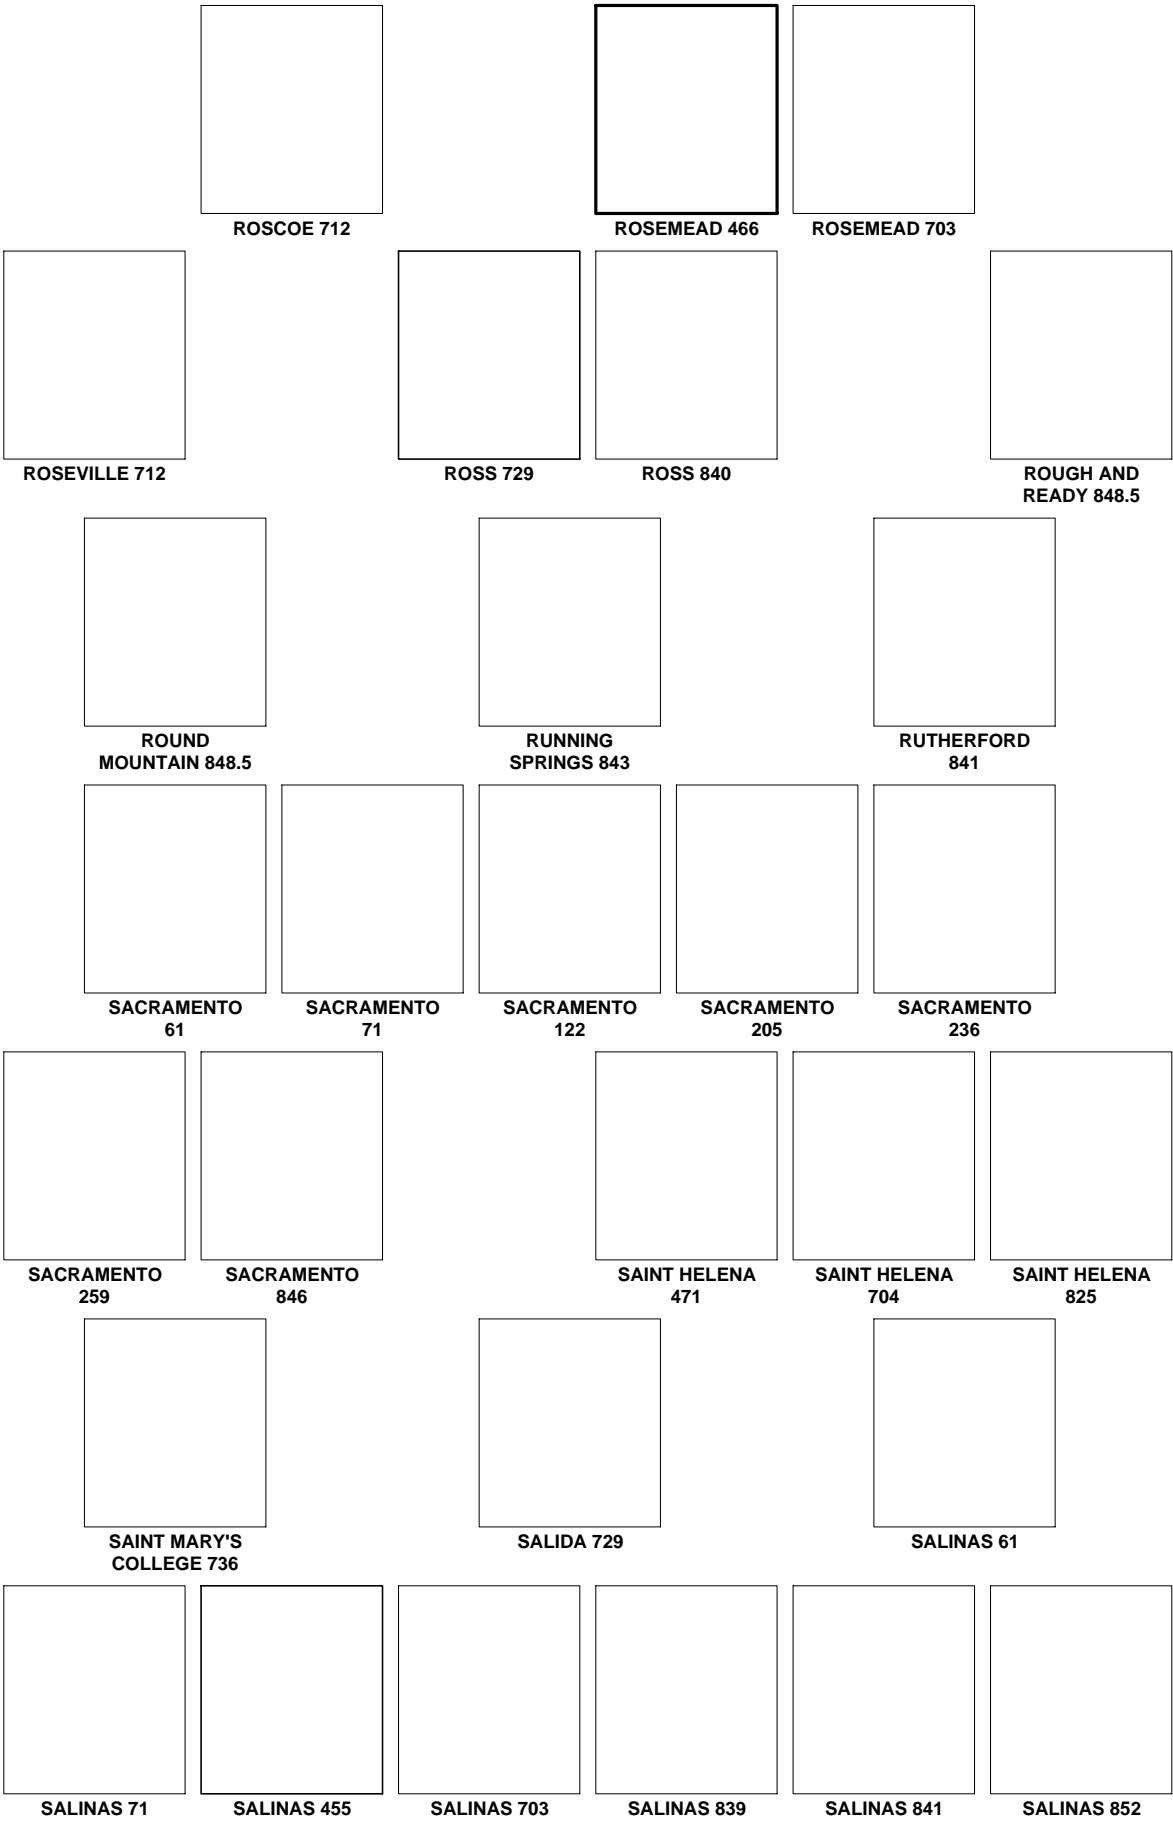 ROSCOE 712
ROSEMEAD 466
ROSEMEAD 703
ROSEVILLE 712
ROSS 729
ROSS 840
ROUGH AND
READY 848.5
ROUND
MOUNTAIN 848.5
RUNNING
SPRINGS 843
RUTHERFORD
841
SACRAMENTO
61
SACRAMENTO
71
SACRAMENTO
122
SACRAMENTO
205
SACRAMENTO
236
SACRAMENTO
259
SACRAMENTO
846
SAINT HELENA
471
SAINT HELENA
704
SAINT HELENA
825
SAINT MARY'S
COLLEGE 736
SALIDA 729
SALINAS 61
SALINAS 71
SALINAS 455
SALINAS 703
SALINAS 839
SALINAS 841
SALINAS 852